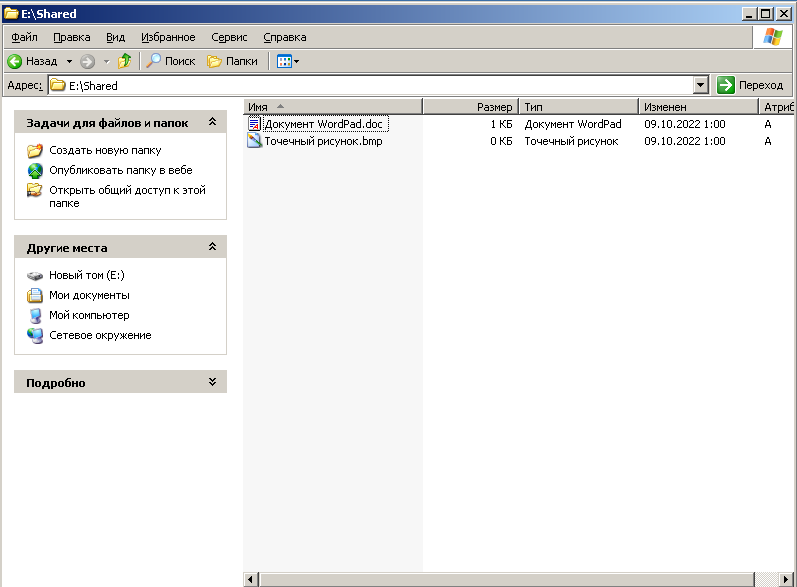 E:\Shared
Файл Правка Вид Избранное Сервис Справка
Назад Поиск Папки
Адрес: E:\Shared Переход
Задачи для файлов и папок
Создать новую папку
Опубликовать папку в вебе
Открыть общий доступ к этой
папке
Другие места
Новый том (E:)
Мои документы
Мой компьютер
Сетевое окружение
Подробно
Имя Размер Тип Изменен Атриб
Документ WordPad.doc 1 КБ Документ WordPad 09.10.2022 1:00 A
Точечный рисунок.bmp 0 КБ Точечный рисунок 09.10.2022 1:00 A